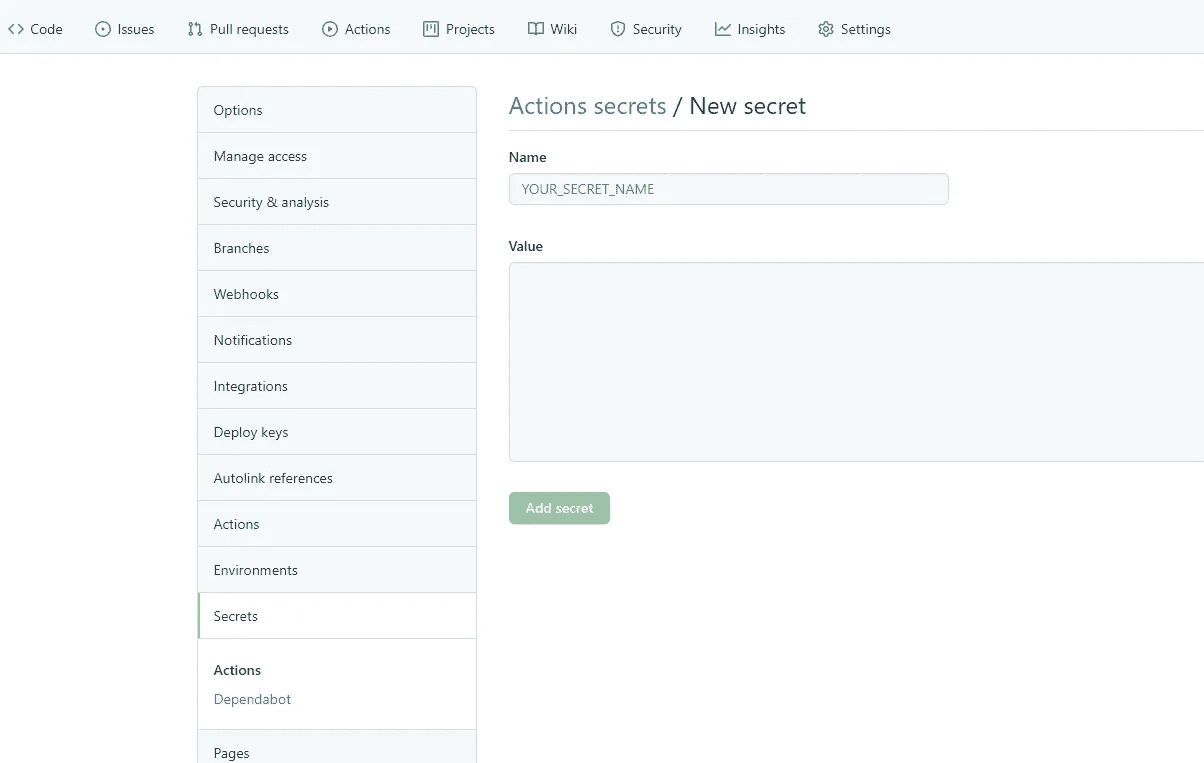 Code Issues Pull requests Actions Projects Wiki Security Insights Settings
Options
Manage access
Security & analysis
Branches
Webhooks
Notifications
Integrations
Deploy keys
Autolink references
Actions
Environments
Secrets
Actions
Dependabot
Pages
Actions secrets / New secret
Name
YOUR_SECRET_NAME
Value
Add secret